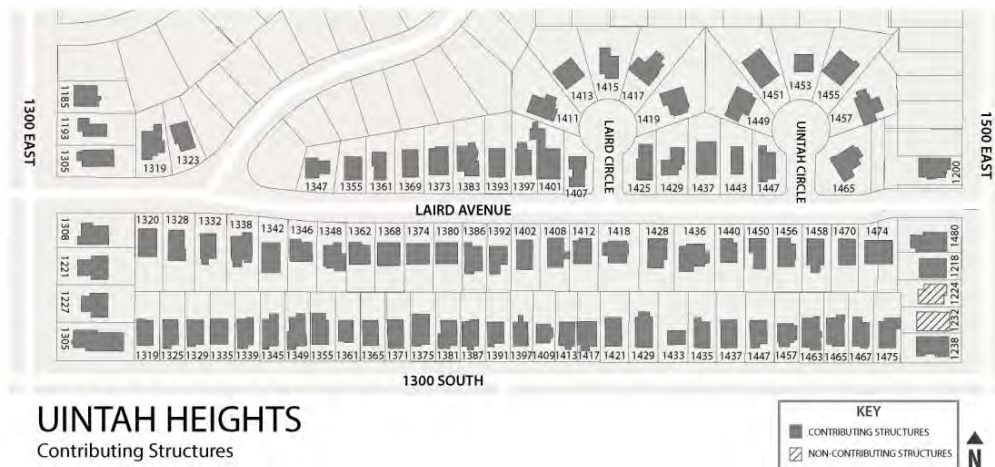 1300 EAST
1185
1193
1305
1319
1323
1347
1355
1361
1369
1373
1383
1393
1397
1401
1407
1411
1413
1415
1417
1419
LAIRD CIRCLE
1425
1429
1437
1443
1447
1449
1451
1453
1455
1457
UINTAH CIRCLE
1465
1200
1500 EAST
LAIRD AVENUE
1308
1221
1227
1305
1320 1328 1332 1338 1342 1346 1348 1362 1368 1374 1380 1386 1392 1402 1408 1412 1418 1428 1436 1440 1450 1456 1458 1470 1474
1480
1218
1224
1232
1238
1319 1325 1329 1335 1339 1345 1349 1355 1361 1365 1371 1375 1381 1387 1391 1397 1409 1413 1417 1421 1429 1433 1435 1437 1447 1457 1463 1465 1467 1475
1300 SOUTH
UINTAH HEIGHTS
Contributing Structures
KEY
CONTRIBUTING STRUCTURES
NON-CONTRIBUTING STRUCTURES
N